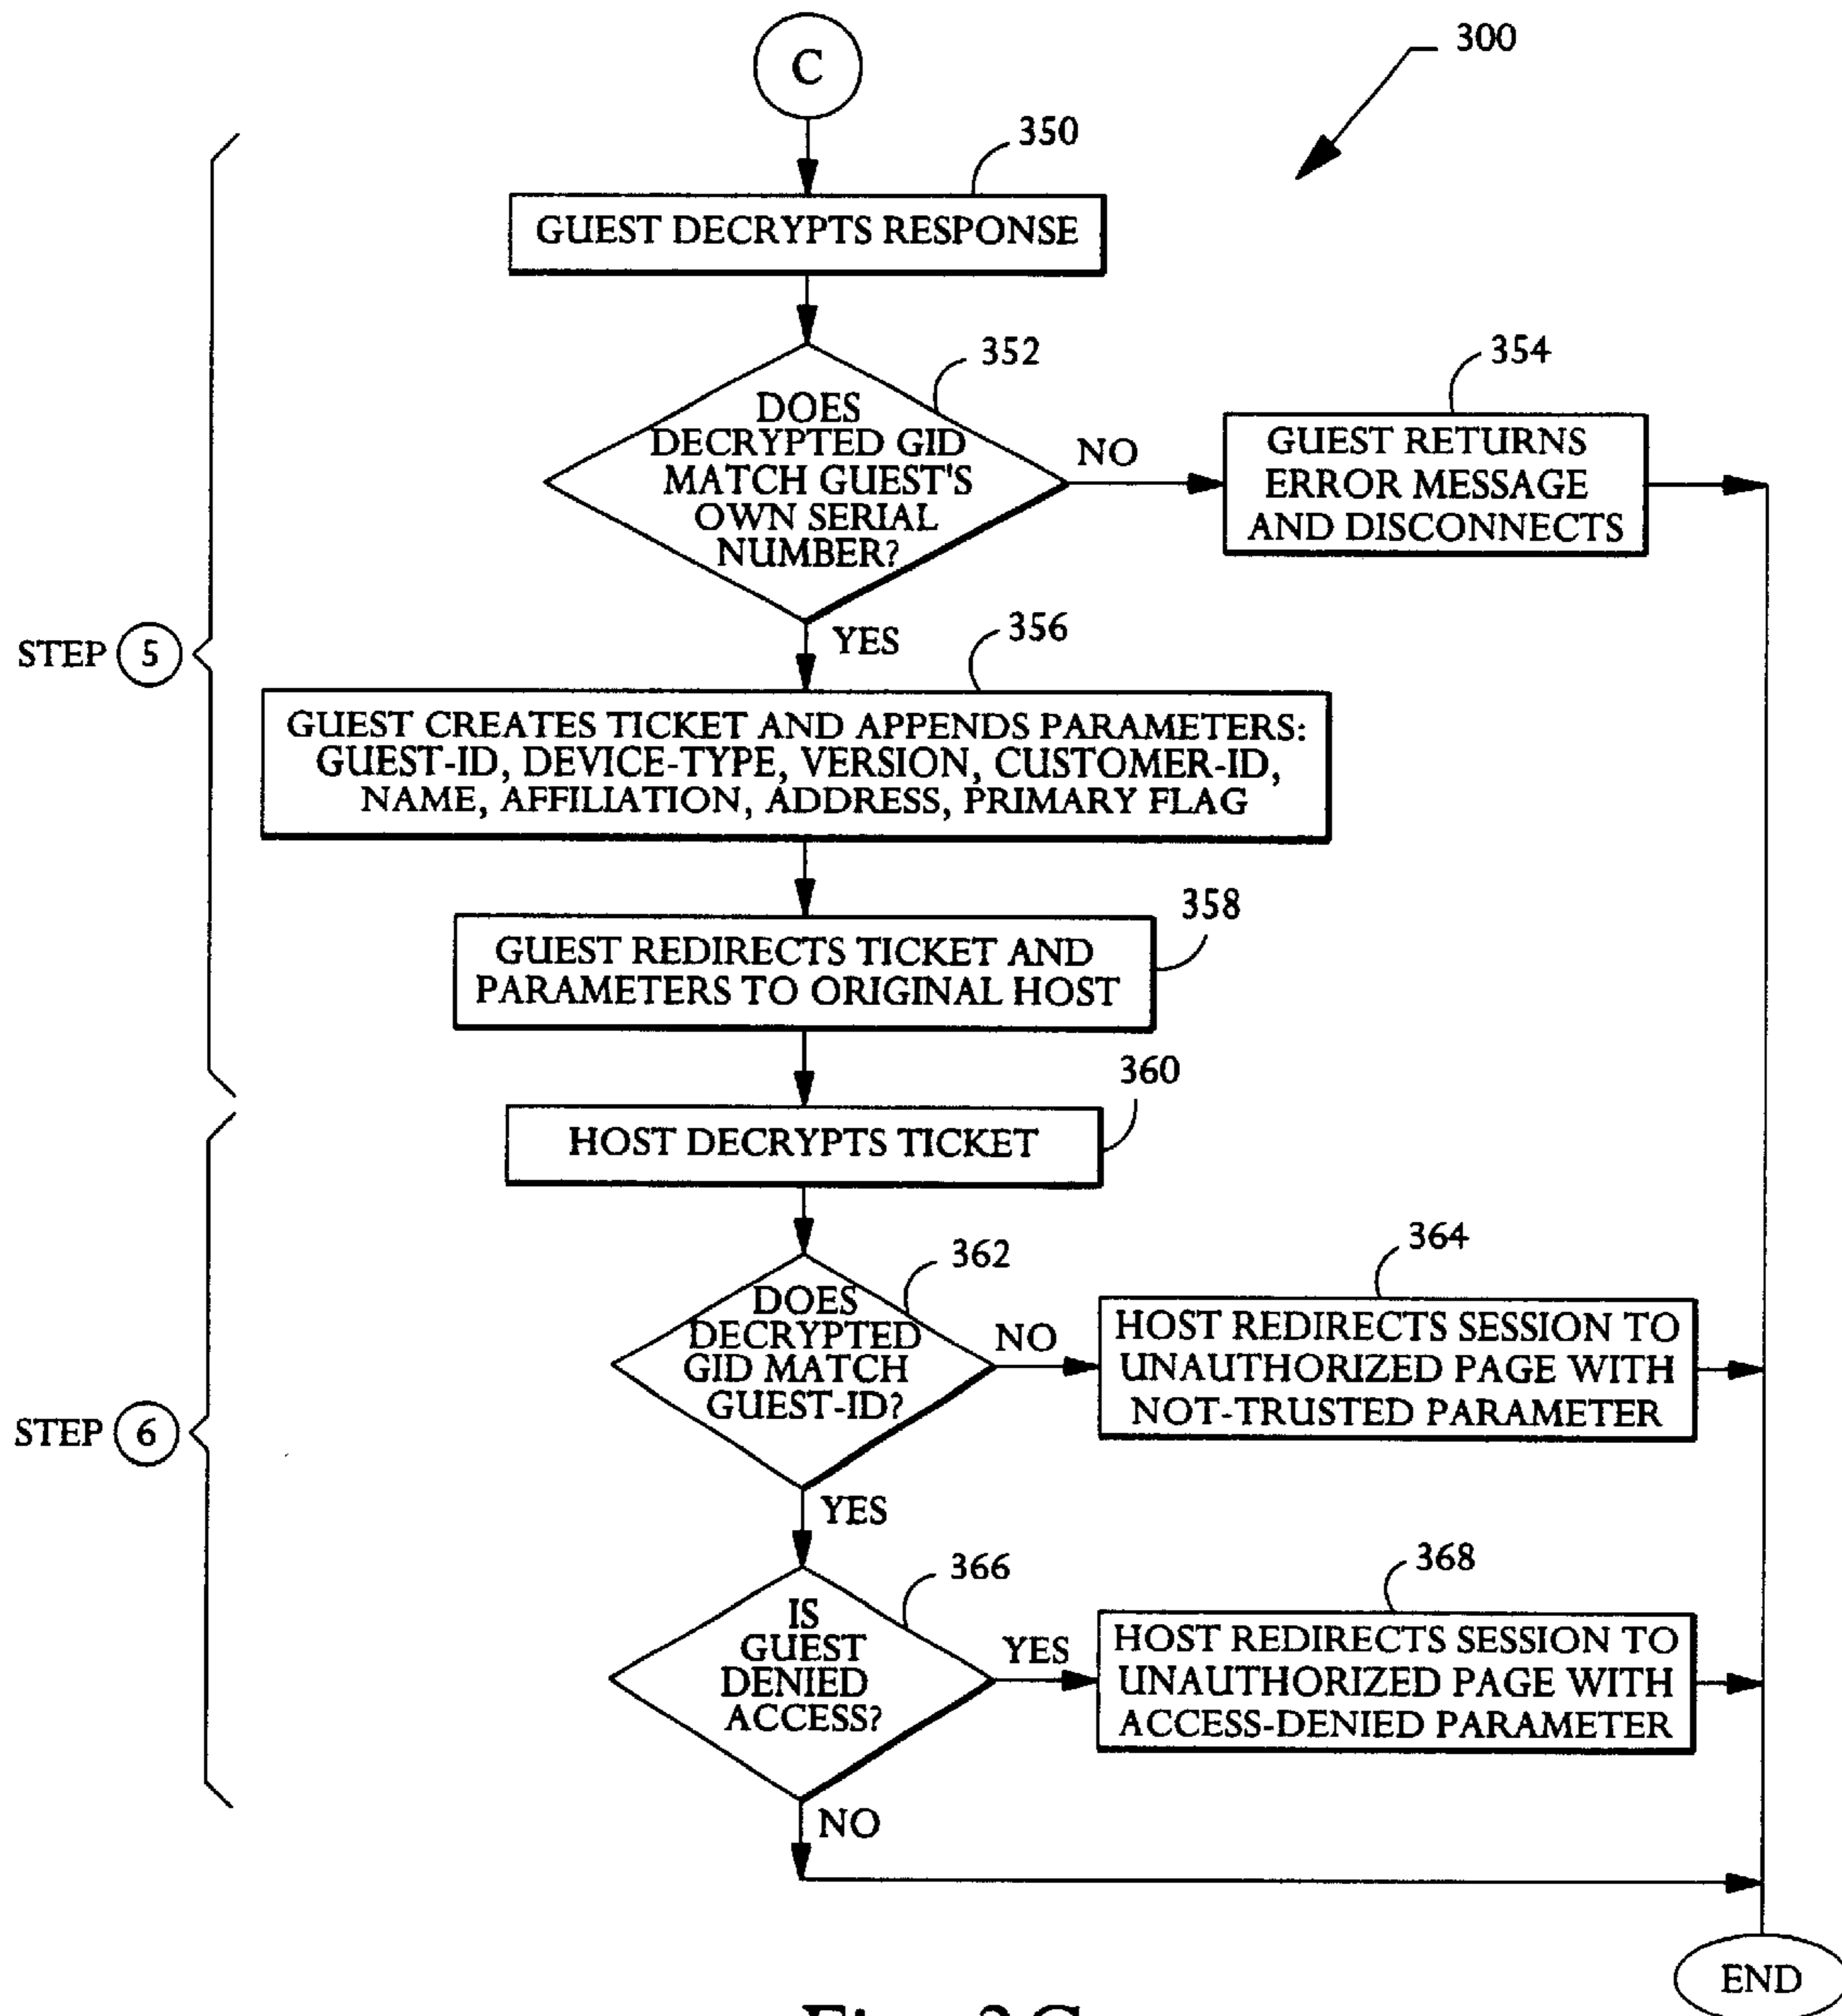 C
300
350
GUEST DECRYPTS RESPONSE
352
DOES
DECRYPTED GID
MATCH GUEST'S
OWN SERIAL
NUMBER?
NO
354
GUEST RETURNS
ERROR MESSAGE
AND DISCONNECTS
YES
STEP 5
356
GUEST CREATES TICKET AND APPENDS PARAMETERS:
GUEST-ID, DEVICE-TYPE, VERSION, CUSTOMER-ID,
NAME, AFFILIATION, ADDRESS, PRIMARY FLAG
358
GUEST REDIRECTS TICKET AND
PARAMETERS TO ORIGINAL HOST
360
HOST DECRYPTS TICKET
362
DOES
DECRYPTED
GID MATCH
GUEST-ID?
NO
364
HOST REDIRECTS SESSION TO
UNAUTHORIZED PAGE WITH
NOT-TRUSTED PARAMETER
STEP 6
YES
366
IS
GUEST
DENIED
ACCESS?
YES
368
HOST REDIRECTS SESSION TO
UNAUTHORIZED PAGE WITH
ACCESS-DENIED PARAMETER
NO
END